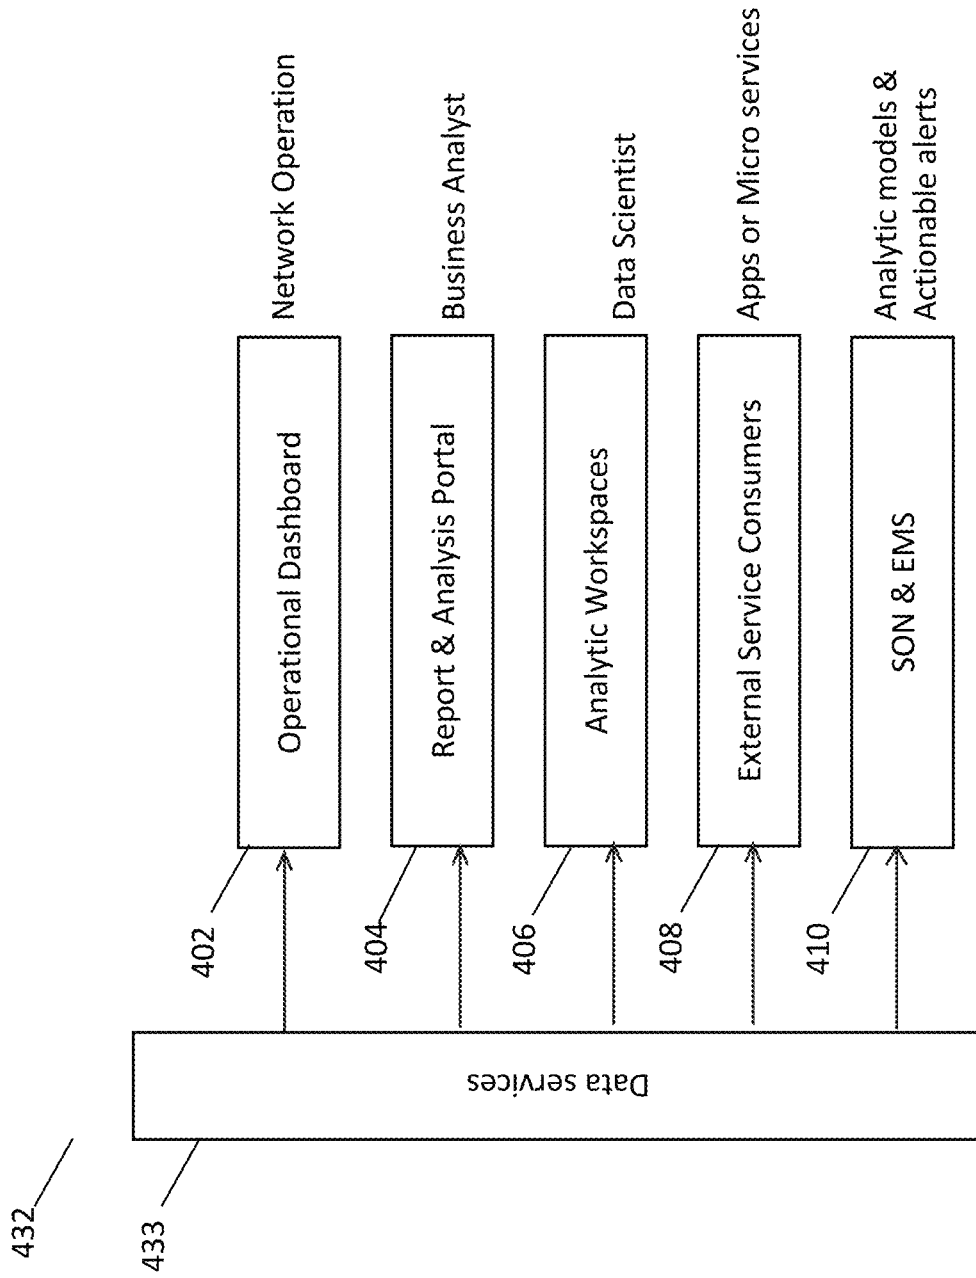 432
433
Data services
402
Operational Dashboard
Network Operation
404
Report & Analysis Portal
Business Analyst
406
Analytic Workspaces
Data Scientist
408
External Service Consumers
Apps or Micro services
410
SON & EMS
Analytic models &
Actionable alerts